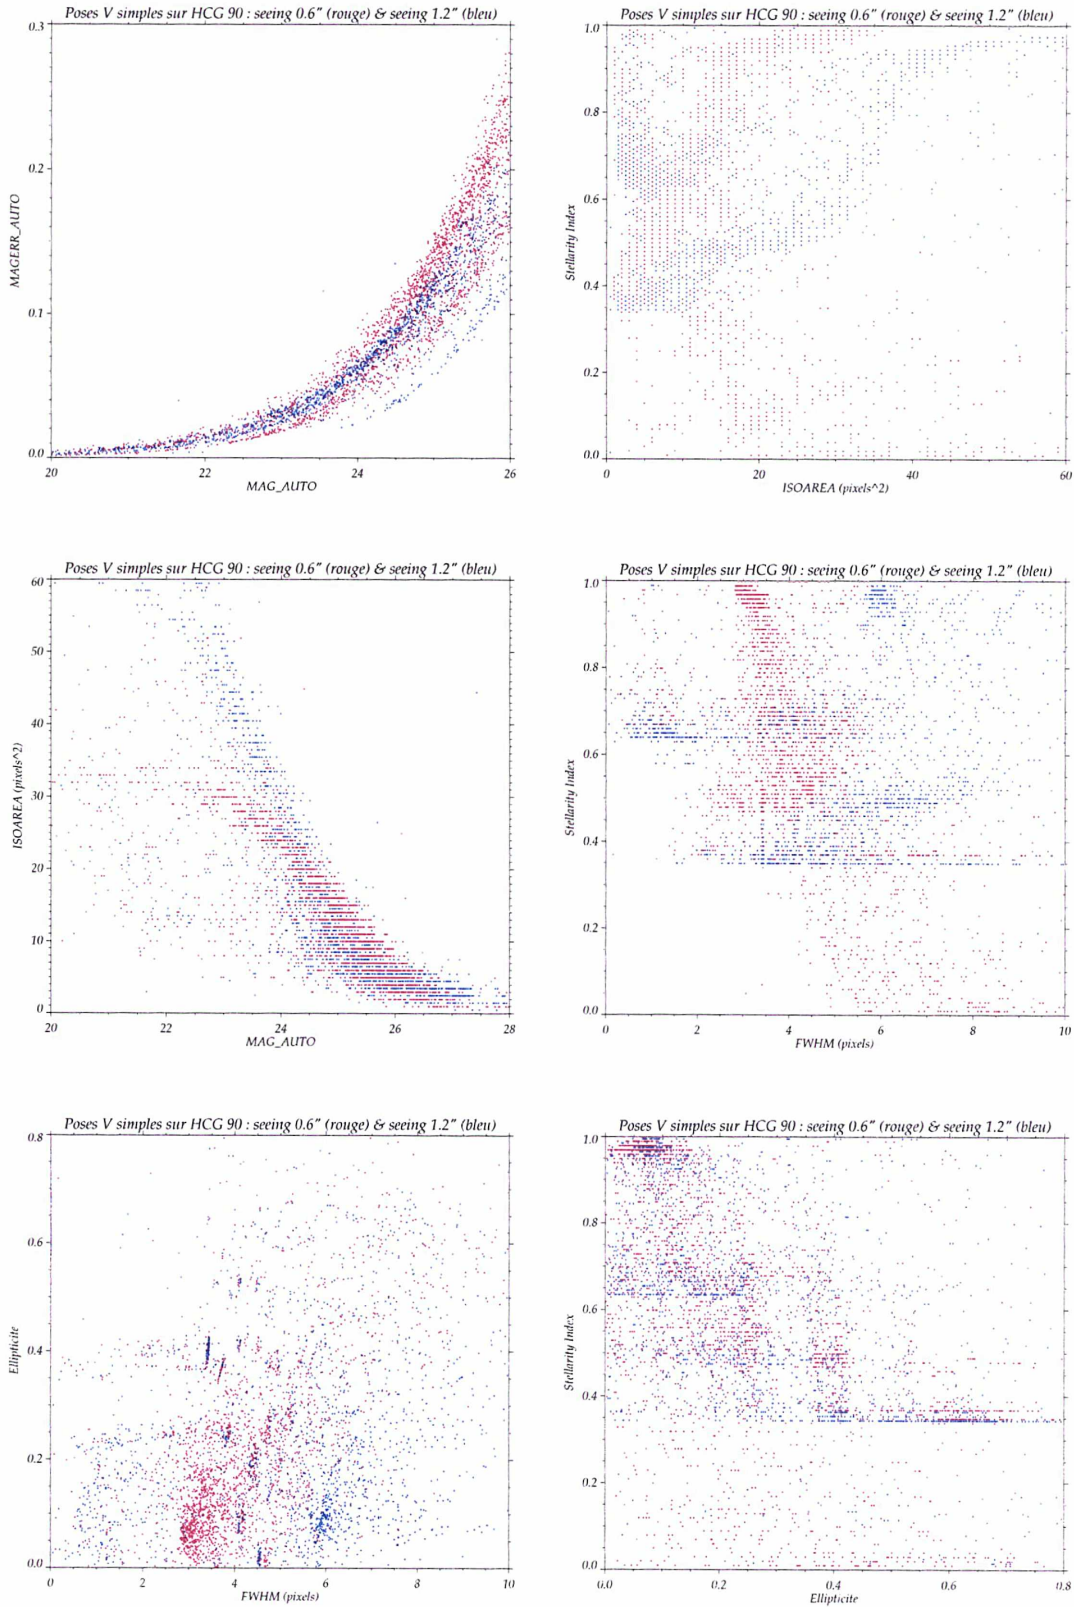 Poses V simples sur HCG 90 : seeing 0.6" (rouge) & seeing 1.2" (bleu)
0.3
0.2
0.1
0.0
MAGERR_AUTO
20 22 24 26
MAG_AUTO
Poses V simples sur HCG 90 : seeing 0.6" (rouge) & seeing 1.2" (bleu)
1.0
0.8
0.6
0.4
0.2
0.0
Stellarity Index
0 20 40 60
ISOAREA (pixels^2)
Poses V simples sur HCG 90 : seeing 0.6" (rouge) & seeing 1.2" (bleu)
60
50
40
30
20
10
0
ISOAREA (pixels^2)
20 22 24 26 28
MAG_AUTO
Poses V simples sur HCG 90 : seeing 0.6" (rouge) & seeing 1.2" (bleu)
1.0
0.8
0.6
0.4
0.2
0.0
Stellarity Index
0 2 4 6 8 10
FWHM (pixels)
Poses V simples sur HCG 90 : seeing 0.6" (rouge) & seeing 1.2" (bleu)
0.8
0.6
0.4
0.2
0.0
Ellipticite
0 2 4 6 8 10
FWHM (pixels)
Poses V simples sur HCG 90 : seeing 0.6" (rouge) & seeing 1.2" (bleu)
1.0
0.8
0.6
0.4
0.2
0.0
Stellarity Index
0.0 0.2 0.4 0.6 0.8
Ellipticite